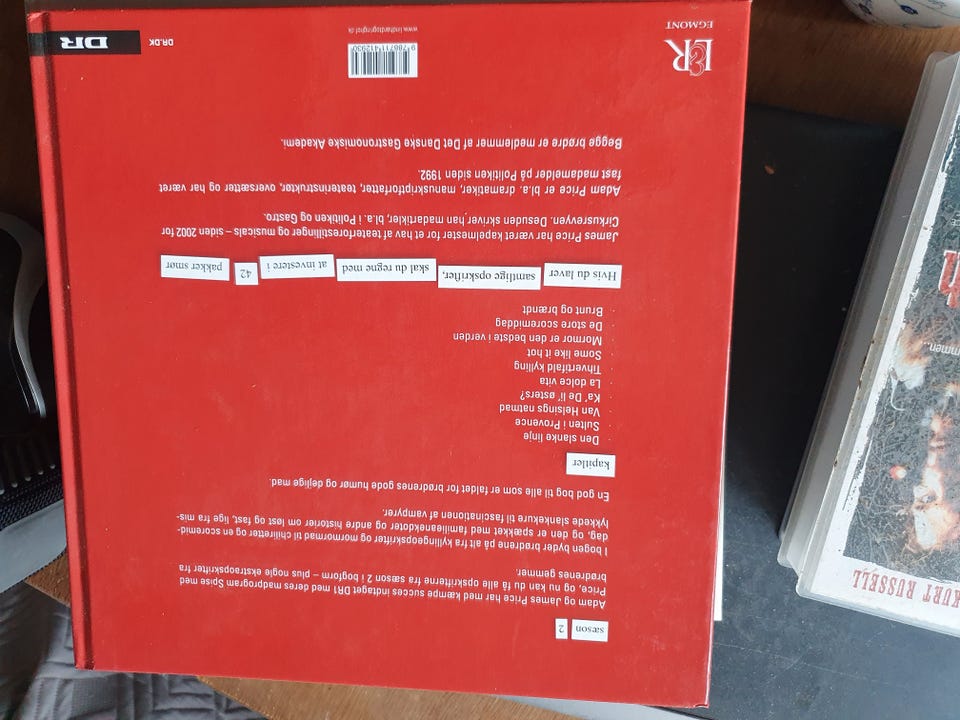 sæson 2
Adam og James Price har med kæmpe succes indtaget DR1 med deres madprogram Spise med
Price, og nu kan du få alle opskrifterne fra sæson 2 i bogform – plus nogle ekstraopskrifter fra
brødrenes gemmer.
I bogen byder brødrene på alt fra kyllingeopskrifter og mormormad til chiliretter og en scoremid-
dag, og den er spækket med familieanekdoter og andre historier om løst og fast, lige fra mis-
lykkede slankekure til fascinationen af vampyrer.
En god bog til alle som er faldet for brødrenes gode humør og dejlige mad.
kapitler
· Den slanke linje
· Sulten i Provence
· Van Helsings natmad
· Ka' De li' østers?
· La dolce vita
· Tihvertifald kylling
· Some like it hot
· Mormor er den bedste i verden
· De store scoremiddag
· Brunt og brændt
Hvis du laver samtlige opskrifter, skal du regne med at investere i 42 pakker smør
James Price har været kapelmester for et hav af teaterforestillinger og musicals – siden 2002 for
Cirkusrevyen. Desuden skriver han madartikler, bl.a. i Politiken og Gastro.
Adam Price er bl.a. dramatiker, manuskriptforfatter, teaterinstruktør, oversætter og har været
fast madanmelder på Politiken siden 1992.
Begge brødre er medlemmer af Det Danske Gastronomiske Akademi.
L&R
EGMONT
9 788711 412930
www.lindhardtogringhof.dk
DR.DK
DR
KURT RUSSELL